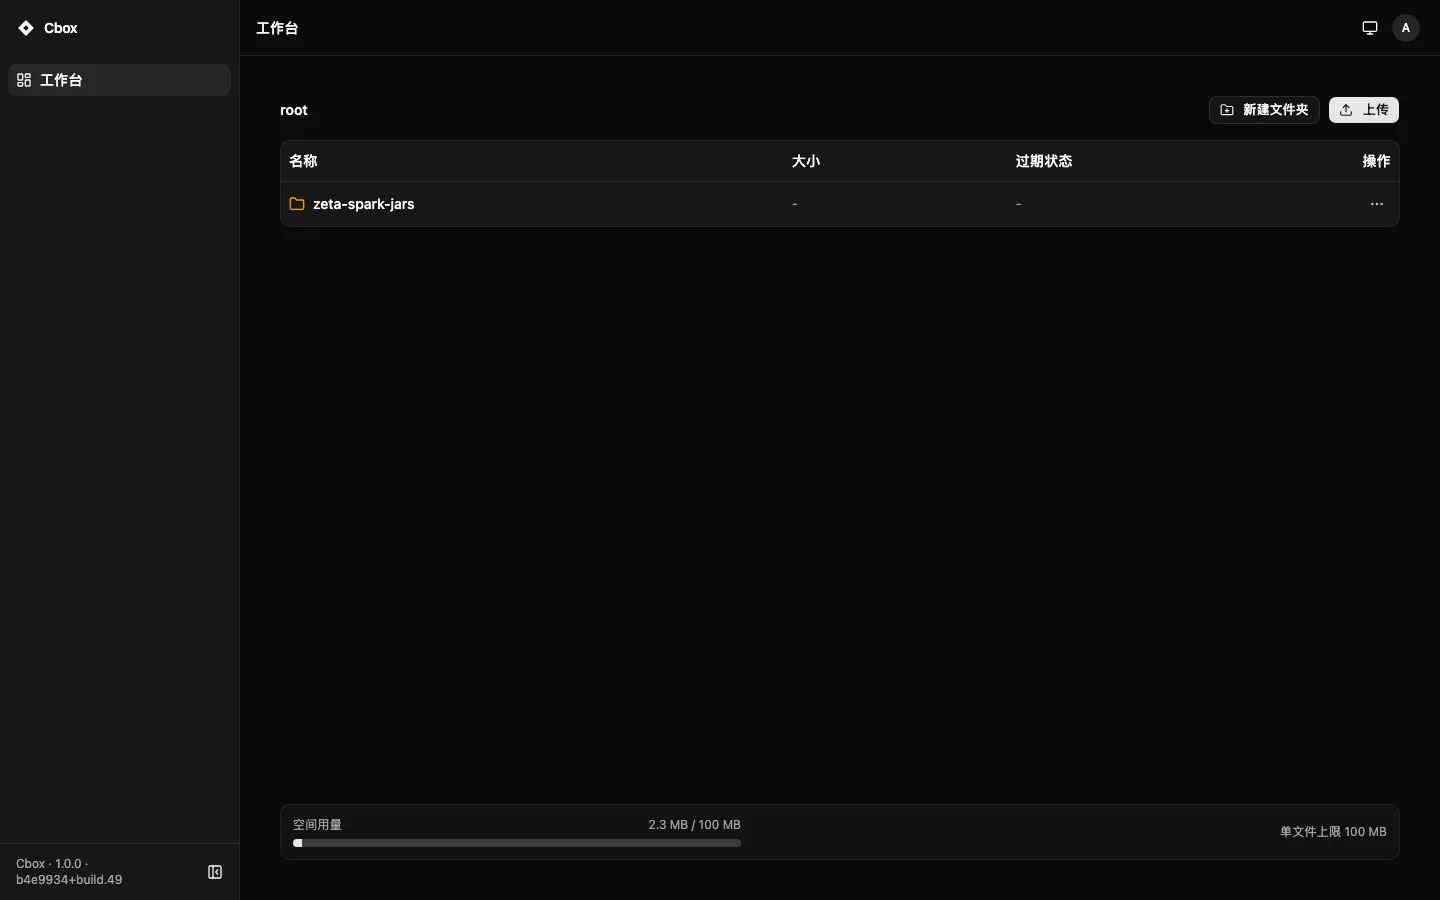 Cbox
工作台
工作台
A
root
新建文件夹
上传
名称 大小 过期状态 操作
zeta-spark-jars - - ...
空间用量 2.3 MB / 100 MB
单文件上限 100 MB
Cbox · 1.0.0 ·
b4e9934+build.49